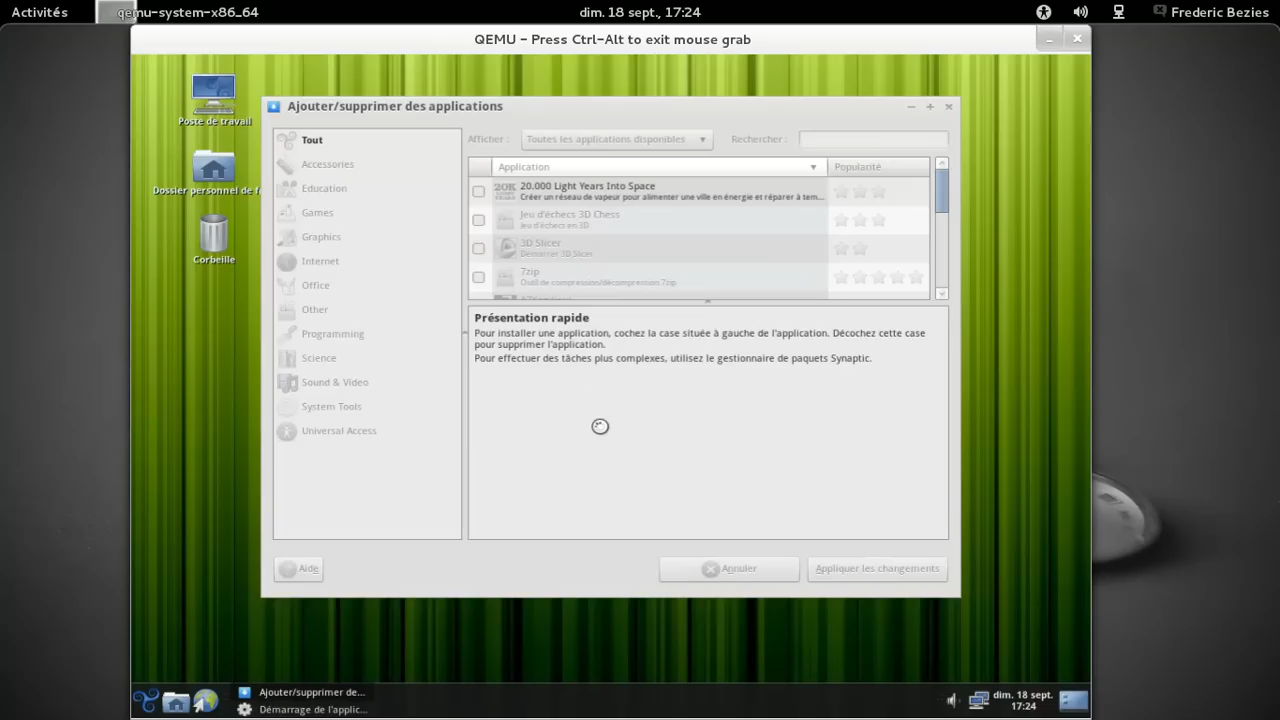 Activités
qemu-system-x86_64
dim. 18 sept., 17:24
Frederic Bezies
QEMU - Press Ctrl-Alt to exit mouse grab
Poste de travail
Dossier personnel de f
Corbeille
Ajouter/supprimer des applications
Tout
Accessories
Education
Games
Graphics
Internet
Office
Other
Programming
Science
Sound & Video
System Tools
Universal Access
Afficher :
Toutes les applications disponibles
Rechercher :
Application
Popularité
20.000 Light Years Into Space
Créer un réseau de vapeur pour alimenter une ville en énergie et réparer à tem...
Jeu d'échecs 3D Chess
Jeu d'échecs en 3D
3D Slicer
Démarrer 3D Slicer
7zip
Outil de compression/décompression 7zip
Présentation rapide
Pour installer une application, cochez la case située à gauche de l'application. Décochez cette case
pour supprimer l'application.
Pour effectuer des tâches plus complexes, utilisez le gestionnaire de paquets Synaptic.
Aide
Annuler
Appliquer les changements
Ajouter/supprimer de...
Démarrage de l'applic...
dim. 18 sept.
17:24